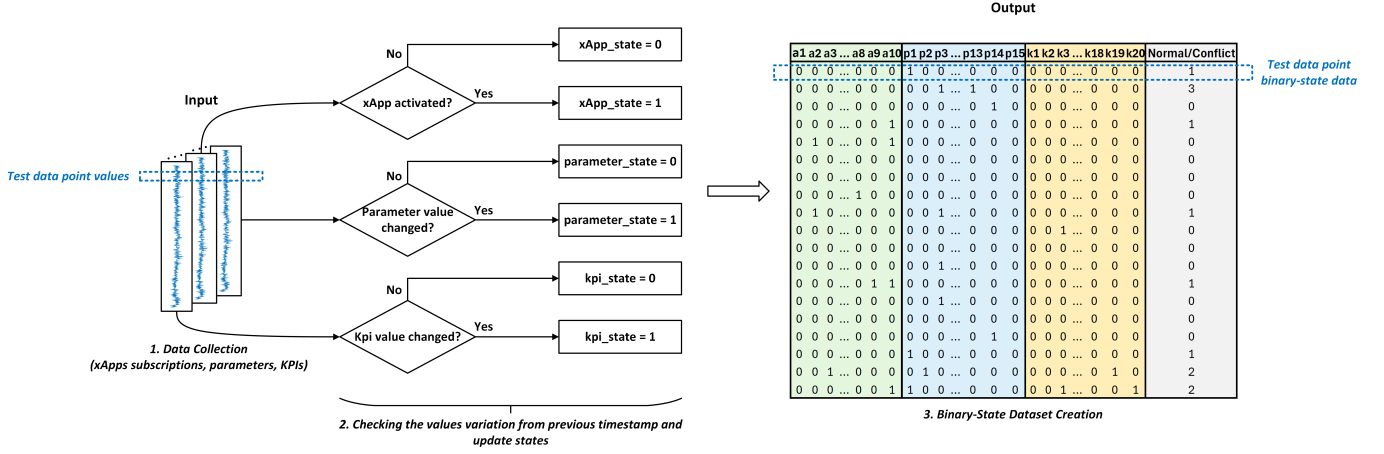 Output
Input
Test data point values
1. Data Collection
(xApps subscriptions, parameters, KPIs)
No
xApp_state = 0
xApp activated?
Yes
xApp_state = 1
No
parameter_state = 0
Parameter value
changed?
Yes
parameter_state = 1
No
kpi_state = 0
Kpi value changed?
Yes
kpi_state = 1
2. Checking the values variation from previous timestamp and
update states
a1 a2 a3 ... a8 a9 a10 p1 p2 p3 ... p13 p14 p15 k1 k2 k3 ... k18 k19 k20 Normal/Conflict
0 0 0 ... 0 0 0 1 0 0 ... 0 0 0 0 0 0 ... 0 0 0 1
0 0 0 ... 0 0 0 0 0 1 ... 1 0 0 0 0 0 ... 0 0 0 3
0 0 0 ... 0 0 0 0 0 0 ... 0 1 0 0 0 0 ... 0 0 0 0
0 0 0 ... 0 0 1 0 0 0 ... 0 0 0 0 0 0 ... 0 0 0 1
0 1 0 ... 0 0 1 0 0 0 ... 0 0 0 0 0 0 ... 0 0 0 0
0 0 0 ... 0 0 0 0 0 0 ... 0 0 0 0 0 0 ... 0 0 0 0
0 0 0 ... 0 0 0 0 0 0 ... 0 0 0 0 0 0 ... 0 0 0 0
0 0 0 ... 1 0 0 0 0 0 ... 0 0 0 0 0 0 ... 0 0 0 0
0 1 0 ... 0 0 0 0 0 1 ... 0 0 0 0 0 0 ... 0 0 0 1
0 0 0 ... 0 0 0 0 0 0 ... 0 0 0 0 0 1 ... 0 0 0 0
0 0 0 ... 0 0 0 0 0 0 ... 0 0 0 0 0 0 ... 0 0 0 0
0 0 0 ... 0 0 0 0 0 1 ... 0 0 0 0 0 0 ... 0 0 0 0
0 0 0 ... 0 1 1 0 0 0 ... 0 0 0 0 0 0 ... 0 0 0 1
0 0 0 ... 0 0 0 0 0 1 ... 0 0 0 0 0 0 ... 0 0 0 0
0 0 0 ... 0 0 0 0 0 0 ... 0 0 0 0 0 0 ... 0 0 0 0
0 0 0 ... 0 0 0 0 0 0 ... 0 1 0 0 0 0 ... 0 0 0 0
0 0 0 ... 0 0 0 1 0 0 ... 0 0 0 0 0 0 ... 0 0 0 1
0 0 1 ... 0 0 0 0 1 0 ... 0 0 0 0 0 0 ... 0 1 0 2
0 0 0 ... 0 0 1 1 0 0 ... 0 0 0 0 0 1 ... 0 0 1 2
Test data point
binary-state data
3. Binary-State Dataset Creation